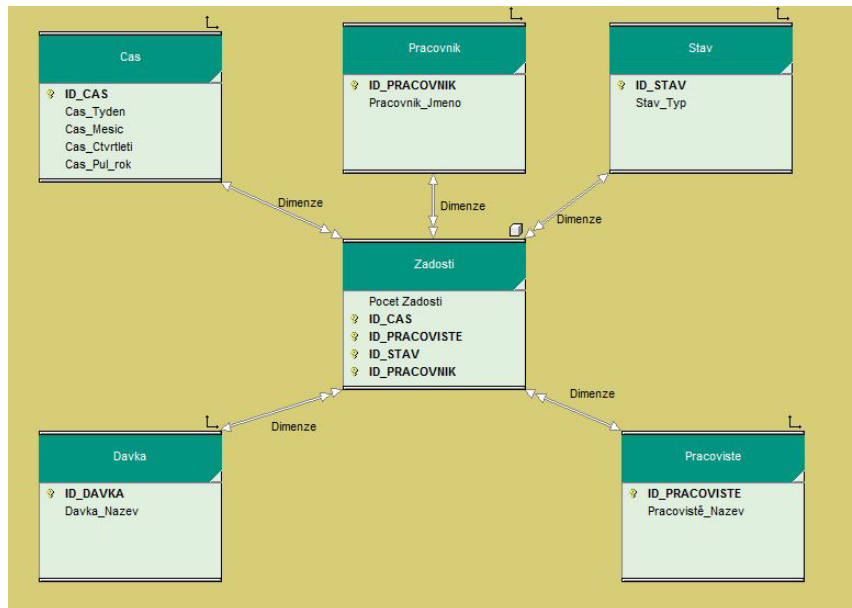 Cas
ID_CAS
Cas_Tyden
Cas_Mesic
Cas_Ctvrtleti
Cas_Pul_rok
Pracovnik
ID_PRACOVNIK
Pracovnik_Jmeno
Stav
ID_STAV
Stav_Typ
Dimenze
Dimenze
Dimenze
Zadosti
Pocet Zadosti
ID_CAS
ID_PRACOVISTE
ID_STAV
ID_PRACOVNIK
Dimenze
Dimenze
Davka
ID_DAVKA
Davka_Nazev
Pracoviste
ID_PRACOVISTE
Pracovistě_Nazev